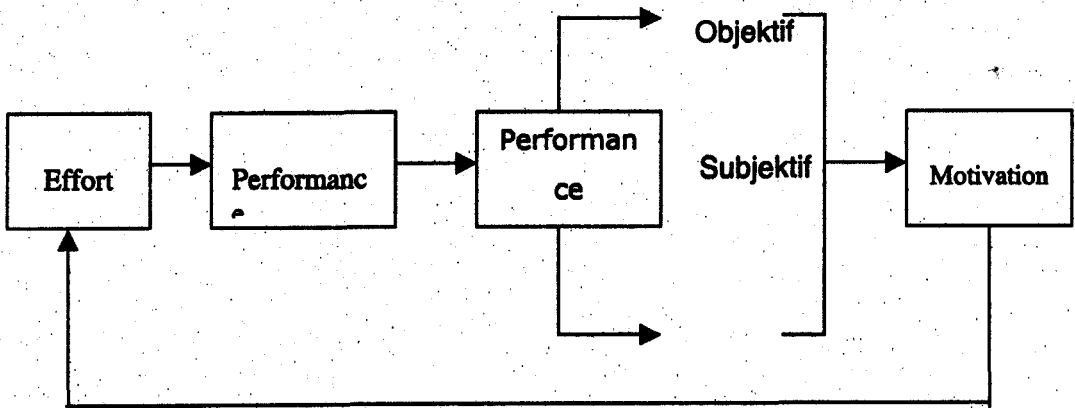 Objektif
Effort
Performanc
e
Performan
ce
Subjektif
Motivation